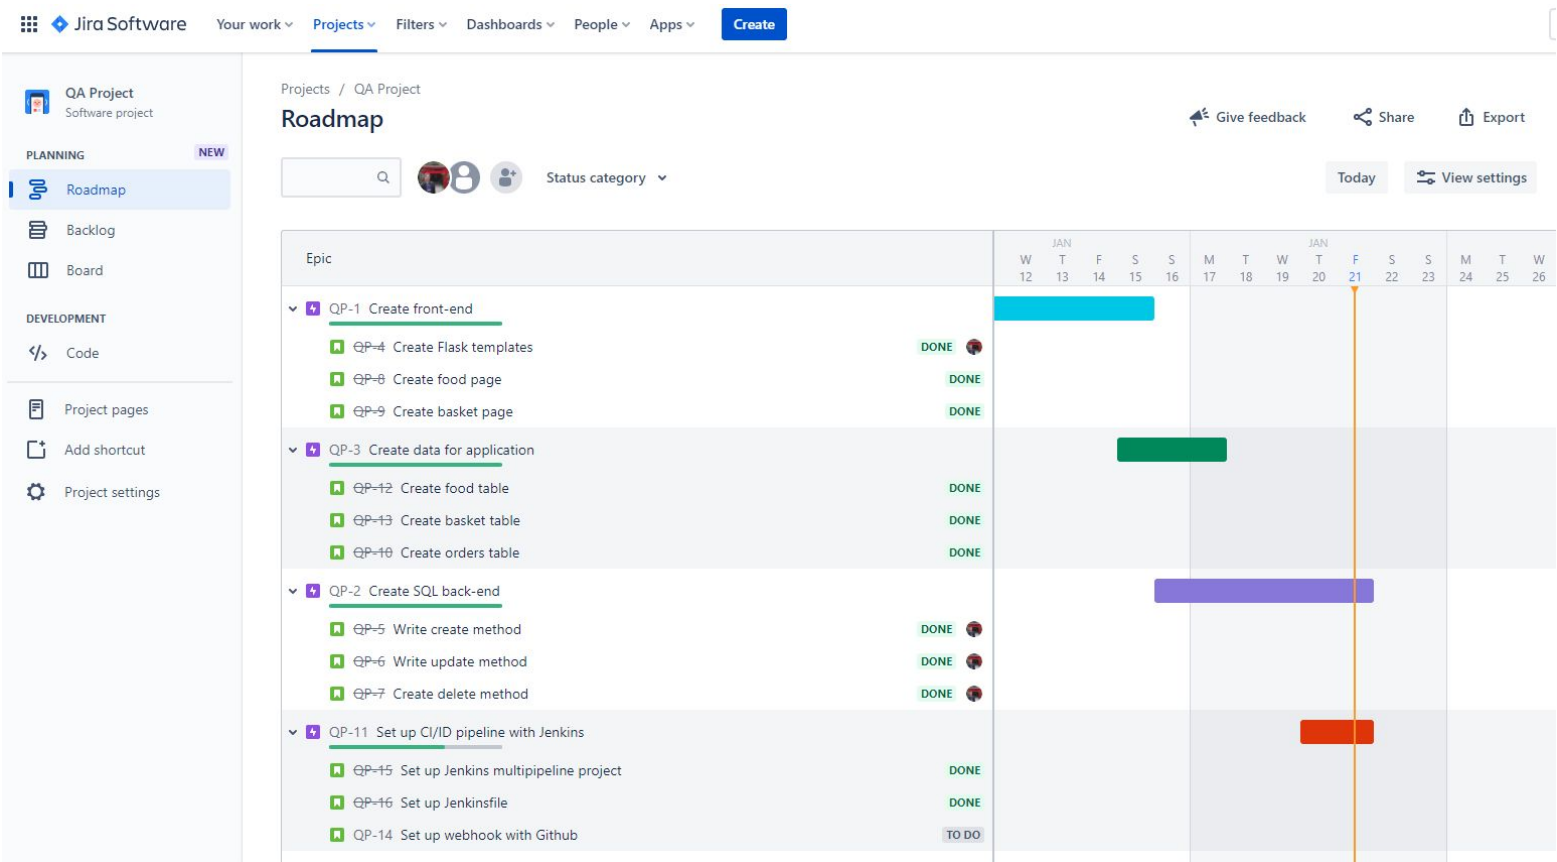 Jira Software Your work Projects Filters Dashboards People Apps Create
QA Project
Software project
PLANNING NEW
Roadmap
Backlog
Board
DEVELOPMENT
Code
Project pages
Add shortcut
Project settings
Projects / QA Project
Roadmap
Give feedback Share Export
Status category
Today View settings
Epic
JAN JAN
W T F S S M T W T F S S M T W
12 13 14 15 16 17 18 19 20 21 22 23 24 25 26
QP-1 Create front-end
QP-4 Create Flask templates DONE
QP-8 Create food page DONE
QP-9 Create basket page DONE
QP-3 Create data for application
QP-12 Create food table DONE
QP-13 Create basket table DONE
QP-10 Create orders table DONE
QP-2 Create SQL back-end
QP-5 Write create method DONE
QP-6 Write update method DONE
QP-7 Create delete method DONE
QP-11 Set up CI/ID pipeline with Jenkins
QP-15 Set up Jenkins multipipeline project DONE
QP-16 Set up Jenkinsfile DONE
QP-14 Set up webhook with Github TO DO